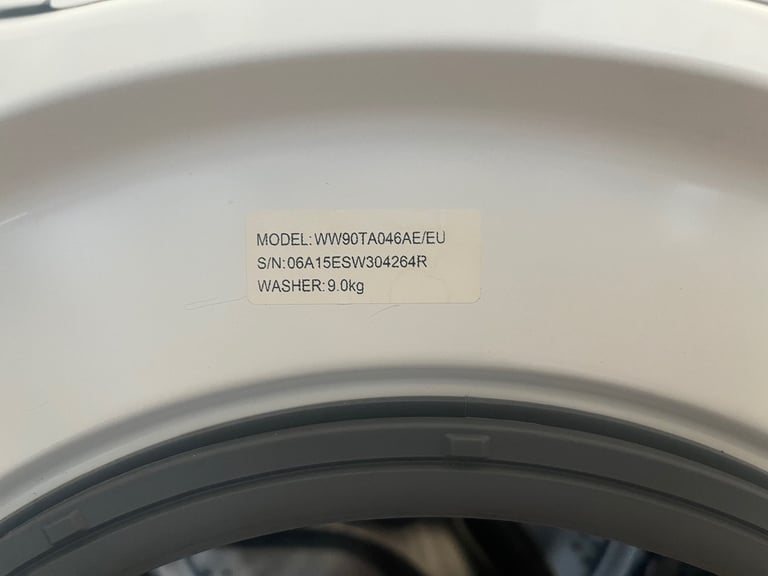 MODEL: WW90TA046AE/EU
S/N: 06A15ESW304264R
WASHER: 9.0kg